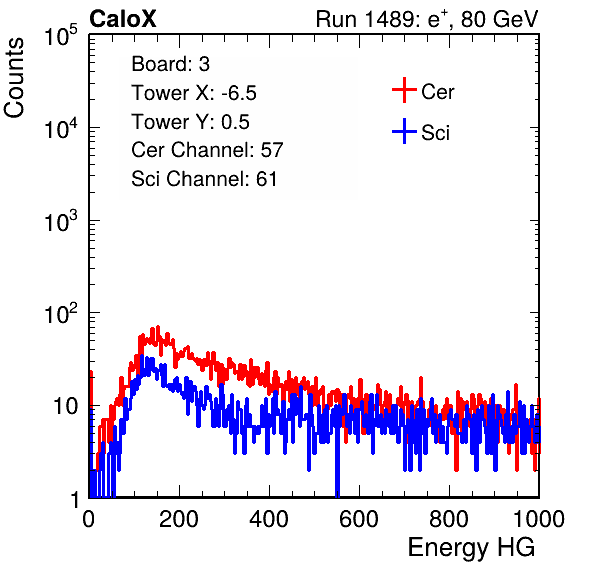 CaloX Run 1489: e⁺, 80 GeV
Counts
Board: 3
Tower X: -6.5
Tower Y: 0.5
Cer Channel: 57
Sci Channel: 61
Cer
Sci
10⁵
10⁴
10³
10²
10
1
0 200 400 600 800 1000
Energy HG